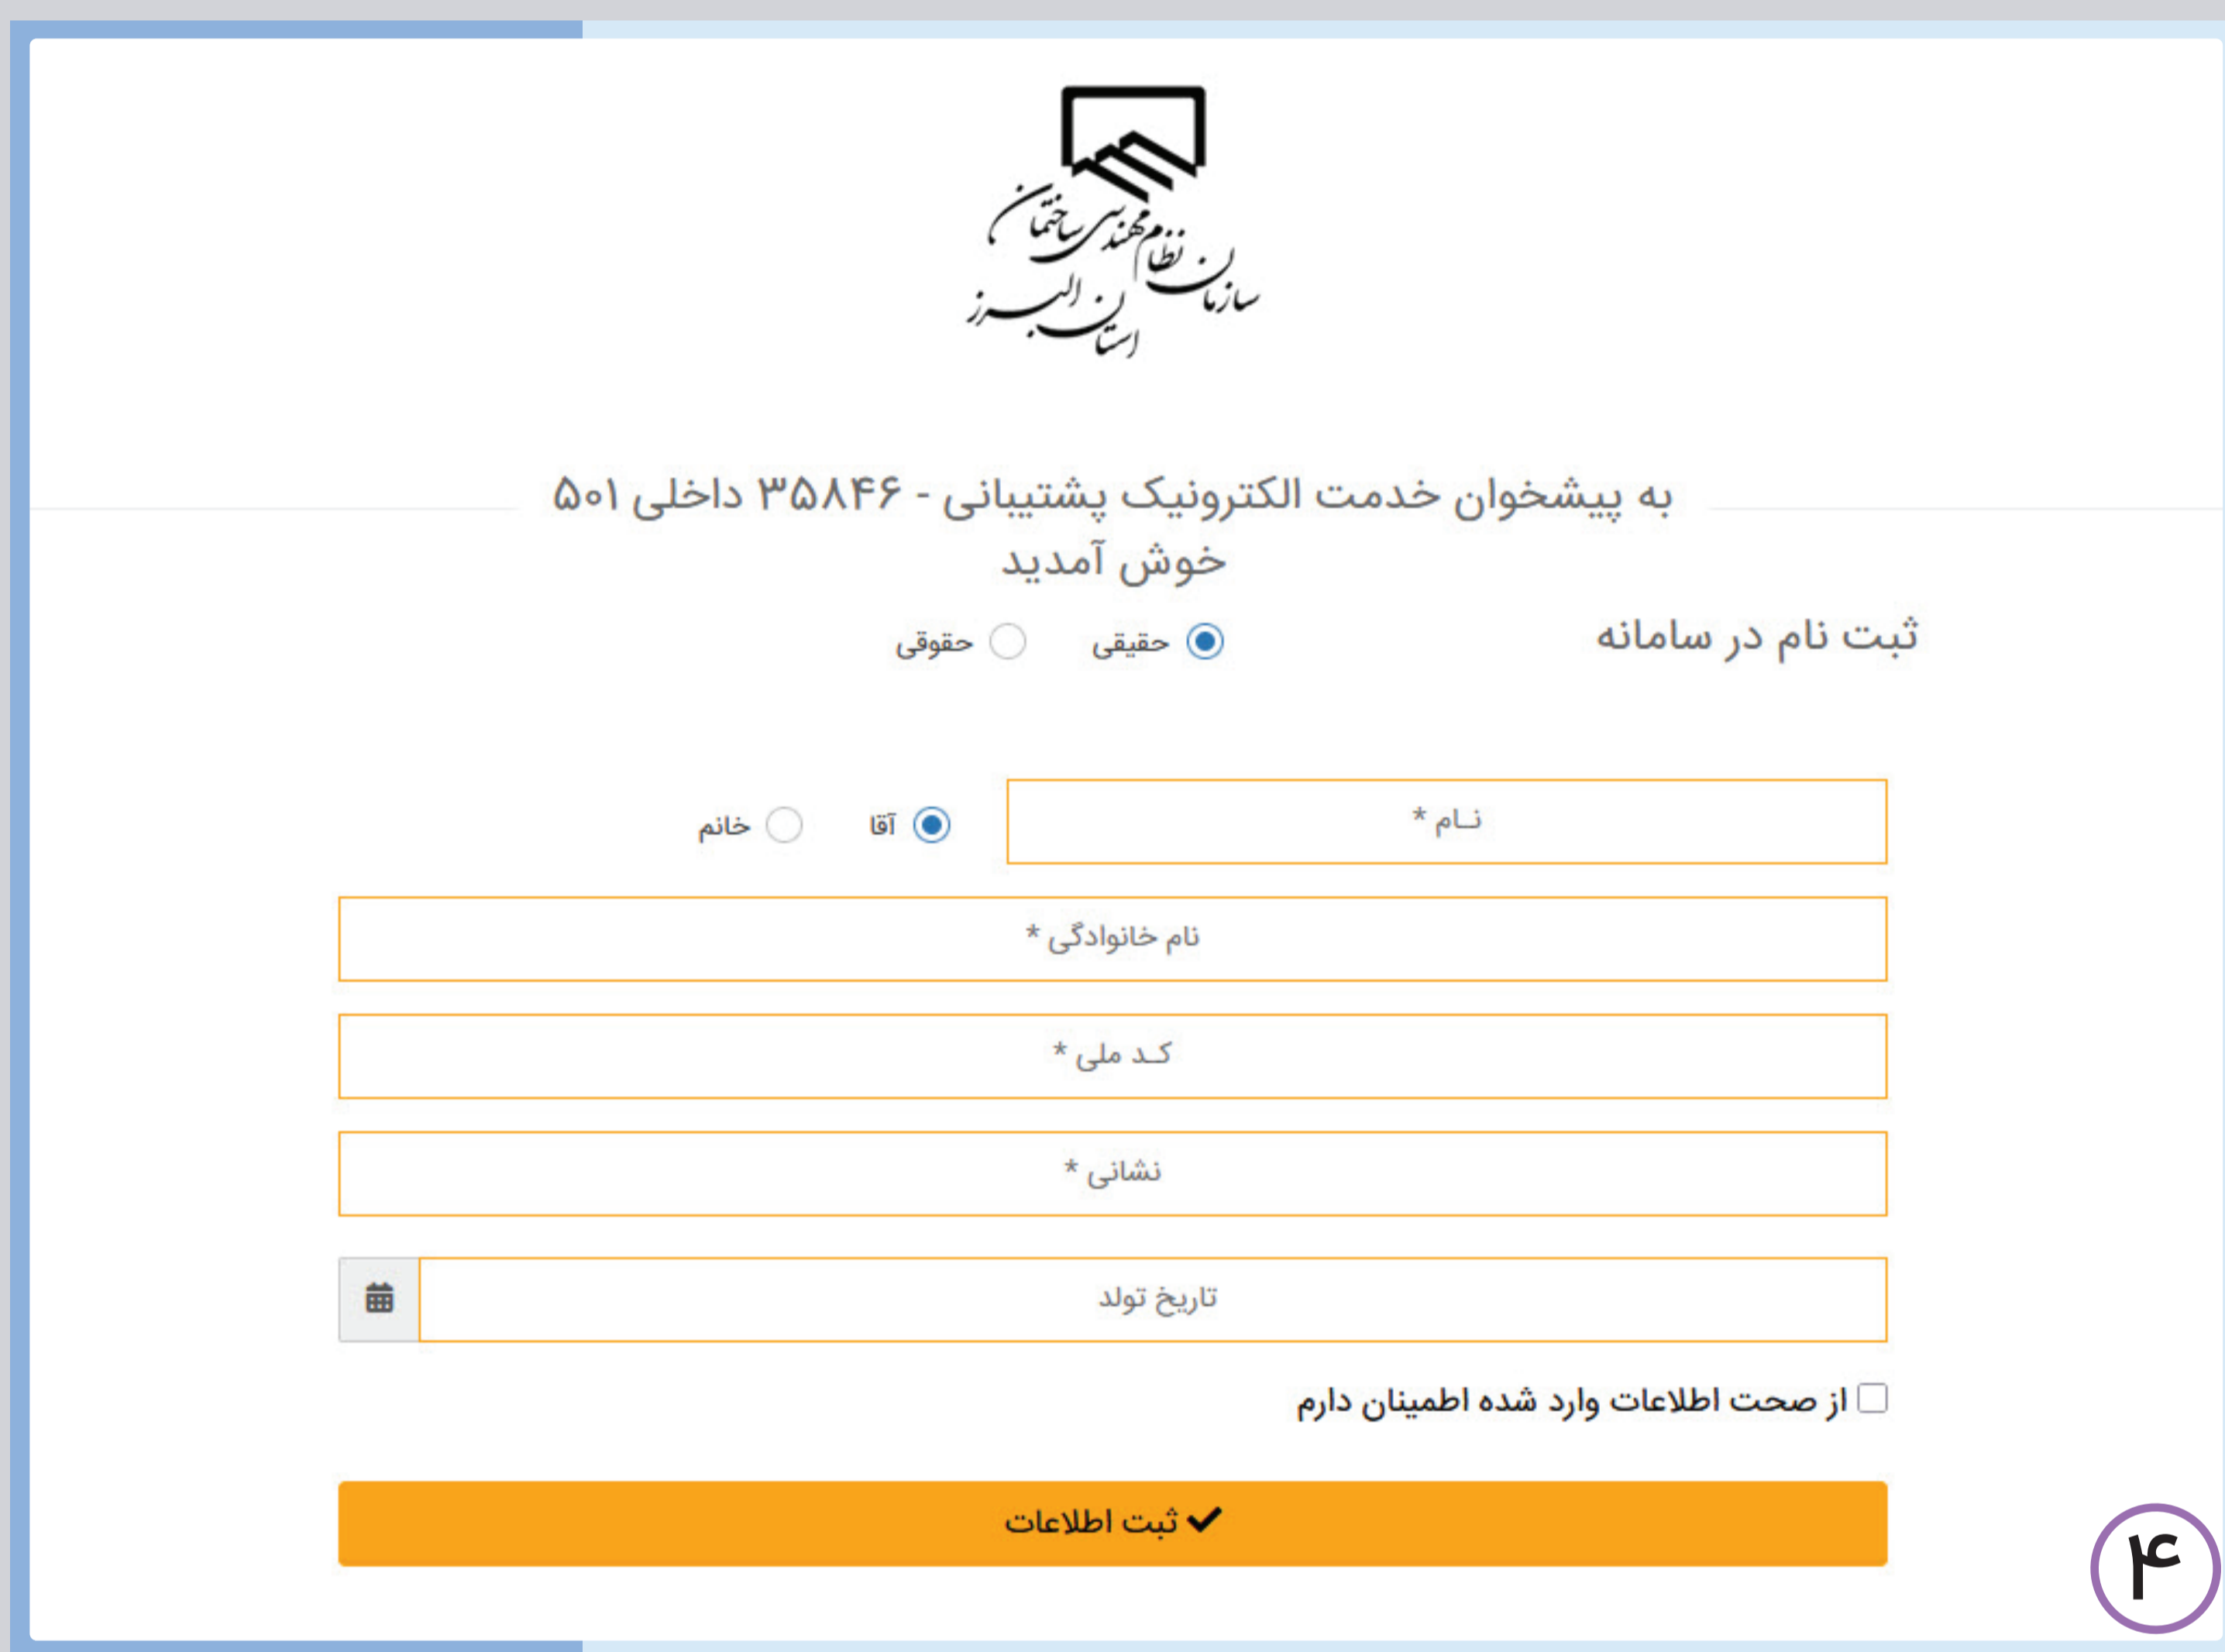 سازمان نظام مهندسی ساختمان
استان البرز
به پیشخوان خدمت الکترونیک پشتیبانی - ۳۵۸۴۶ داخلی ۵۰۱
خوش آمدید
ثبت نام در سامانه حقیقی حقوقی
نـام * آقا خانم
نام خانوادگی *
کـد ملی *
نشانی *
تاریخ تولد
از صحت اطلاعات وارد شده اطمینان دارم
ثبت اطلاعات
۴